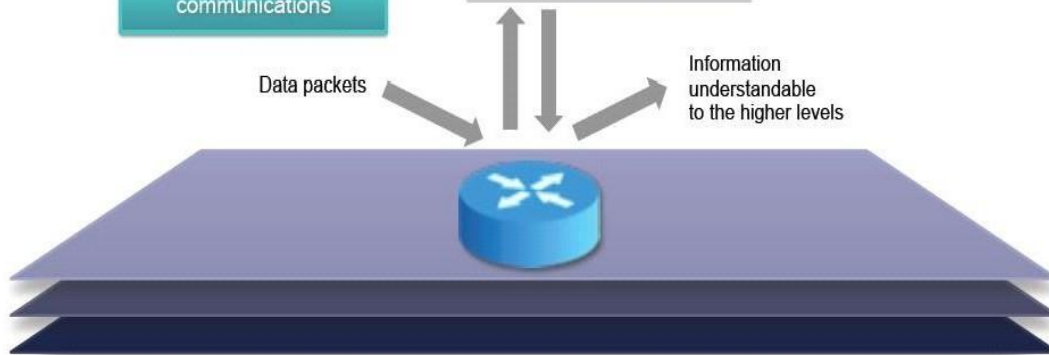 communications
Data packets
Information
understandable
to the higher levels